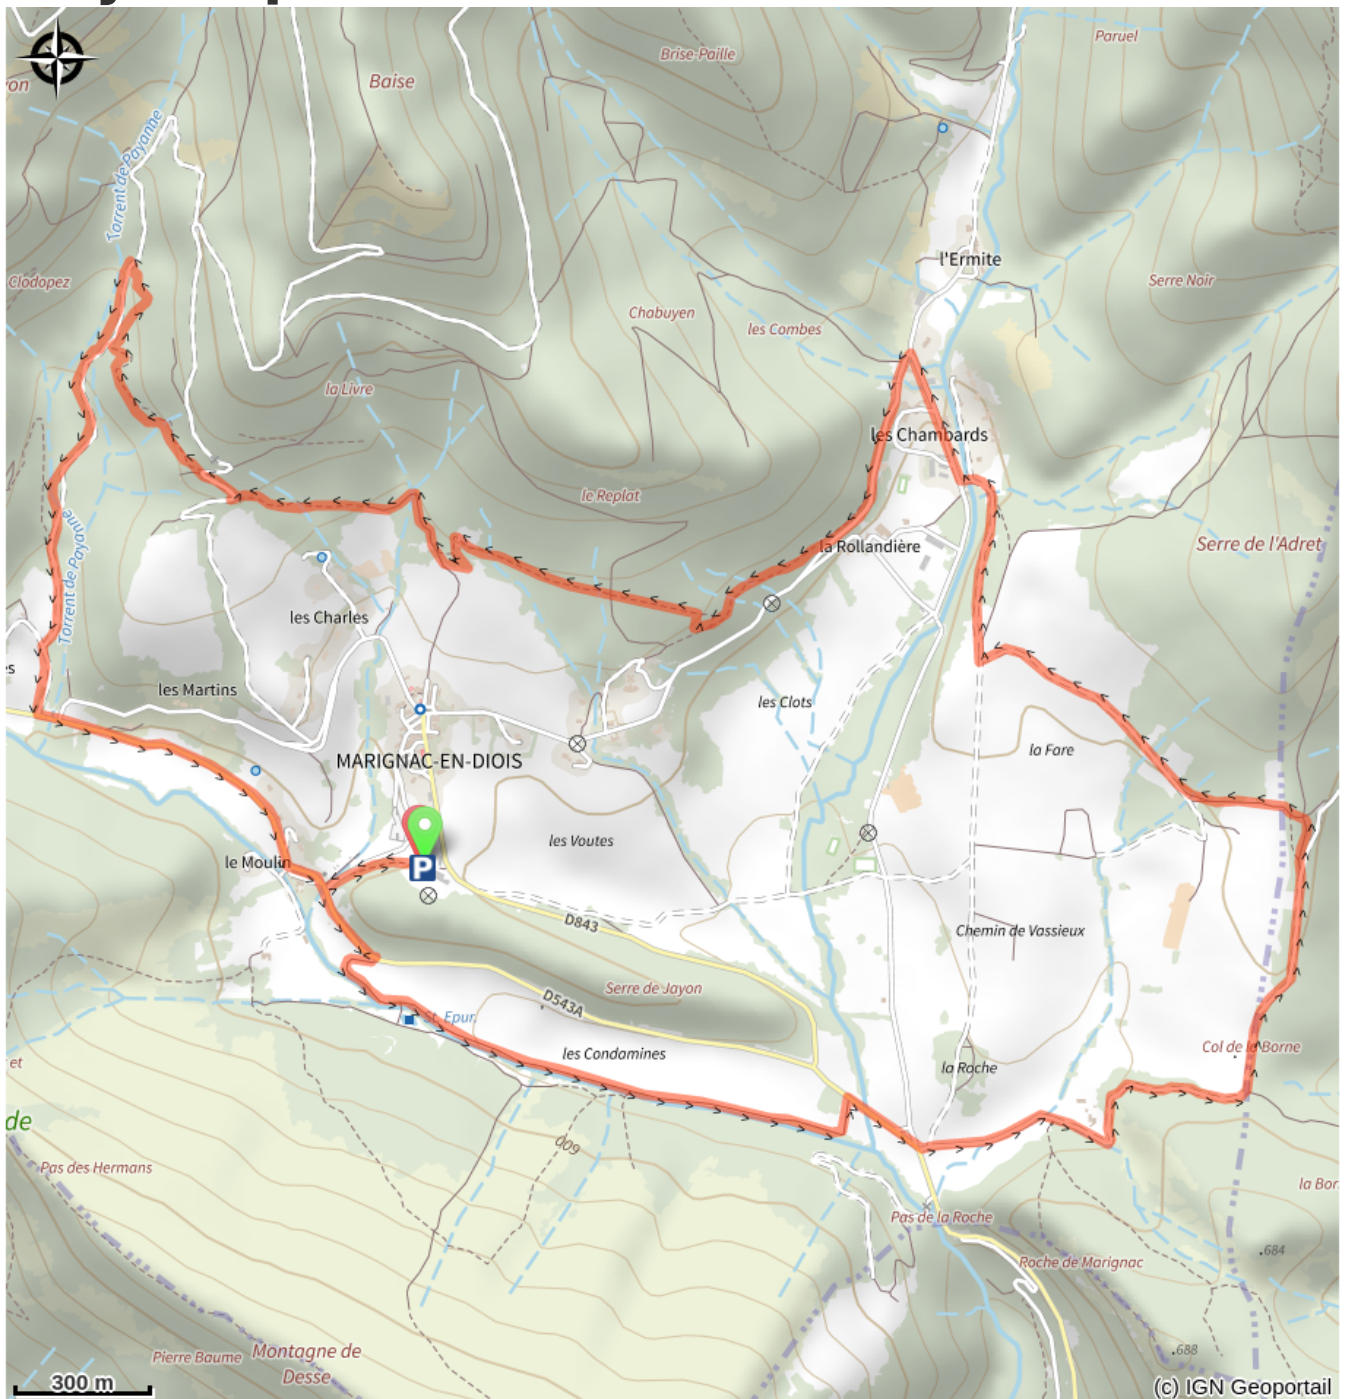 Paruel
Brise-Paille
Baise
Torrent de Payanne
l'Ermite
Clodopez
Serre Noir
Chabuyen
les Combes
la Livre
les Chambards
le Replat
Serre de l'Adret
la Rollandière
Torrent de Payanne
les Charles
les Martins
les Clots
la Fare
MARIGNAC-EN-DIOIS
les Voutes
le Moulin
P
D843
Chemin de Vassieux
Serre de Jayon
D543A
St. Epur.
les Condamines
Col de la Borne
la Roche
et
de
600
Pas des Hermans
la Bor
Pas de la Roche
.684
Roche de Marignac
Pierre Baume
Montagne de
Desse
.688
300 m
(c) IGN Geoportail